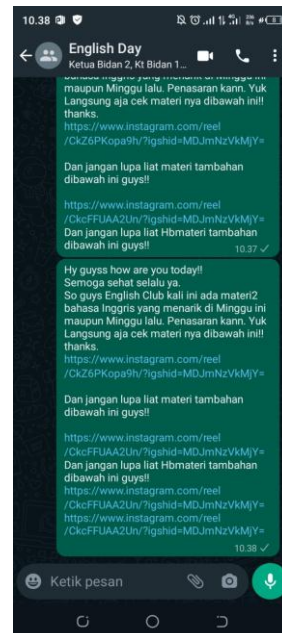 10.38
English Day
Ketua Bidan 2, Kt Bidan 1...
bahasa Inggris yang menarik di Minggu ini
maupun Minggu lalu. Penasaran kann. Yuk
Langsung aja cek materi nya dibawah ini!!
thanks.
https://www.instagram.com/reel
/CkZ6PKopa9h/?igshid=MDJmNzVkMjY=
Dan jangan lupa liat materi tambahan
dibawah ini guys!!
https://www.instagram.com/reel
/CkcFFUAA2Un/?igshid=MDJmNzVkMjY=
Dan jangan lupa liat Hbmateri tambahan
dibawah ini guys!!
10.37
Hy guyss how are you today!!
Semoga sehat selalu ya.
So guys English Club kali ini ada materi2
bahasa Inggris yang menarik di Minggu ini
maupun Minggu lalu. Penasaran kann. Yuk
Langsung aja cek materi nya dibawah ini!!
thanks.
https://www.instagram.com/reel
/CkZ6PKopa9h/?igshid=MDJmNzVkMjY=
Dan jangan lupa liat materi tambahan
dibawah ini guys!!
https://www.instagram.com/reel
/CkcFFUAA2Un/?igshid=MDJmNzVkMjY=
Dan jangan lupa liat Hbmateri tambahan
dibawah ini guys!!
https://www.instagram.com/reel
/CkcFFUAA2Un/?igshid=MDJmNzVkMjY=
https://www.instagram.com/reel
/CkcFFUAA2Un/?igshid=MDJmNzVkMjY=
10.38
Ketik pesan